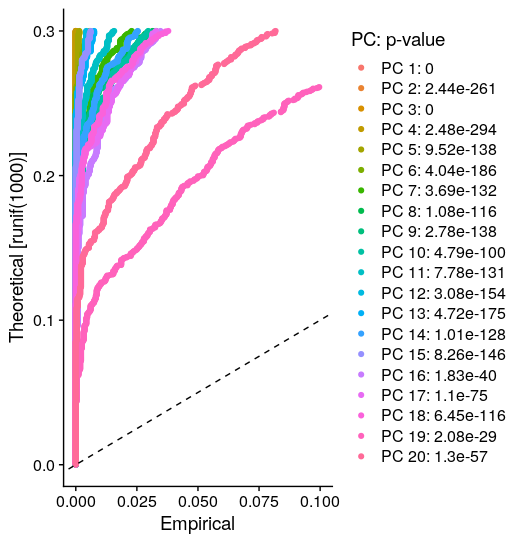 0.3
0.2
0.1
0.0
Theoretical [runif(1000)]
0.000 0.025 0.050 0.075 0.100
Empirical
PC: p-value
PC 1: 0
PC 2: 2.44e-261
PC 3: 0
PC 4: 2.48e-294
PC 5: 9.52e-138
PC 6: 4.04e-186
PC 7: 3.69e-132
PC 8: 1.08e-116
PC 9: 2.78e-138
PC 10: 4.79e-100
PC 11: 7.78e-131
PC 12: 3.08e-154
PC 13: 4.72e-175
PC 14: 1.01e-128
PC 15: 8.26e-146
PC 16: 1.83e-40
PC 17: 1.1e-75
PC 18: 6.45e-116
PC 19: 2.08e-29
PC 20: 1.3e-57